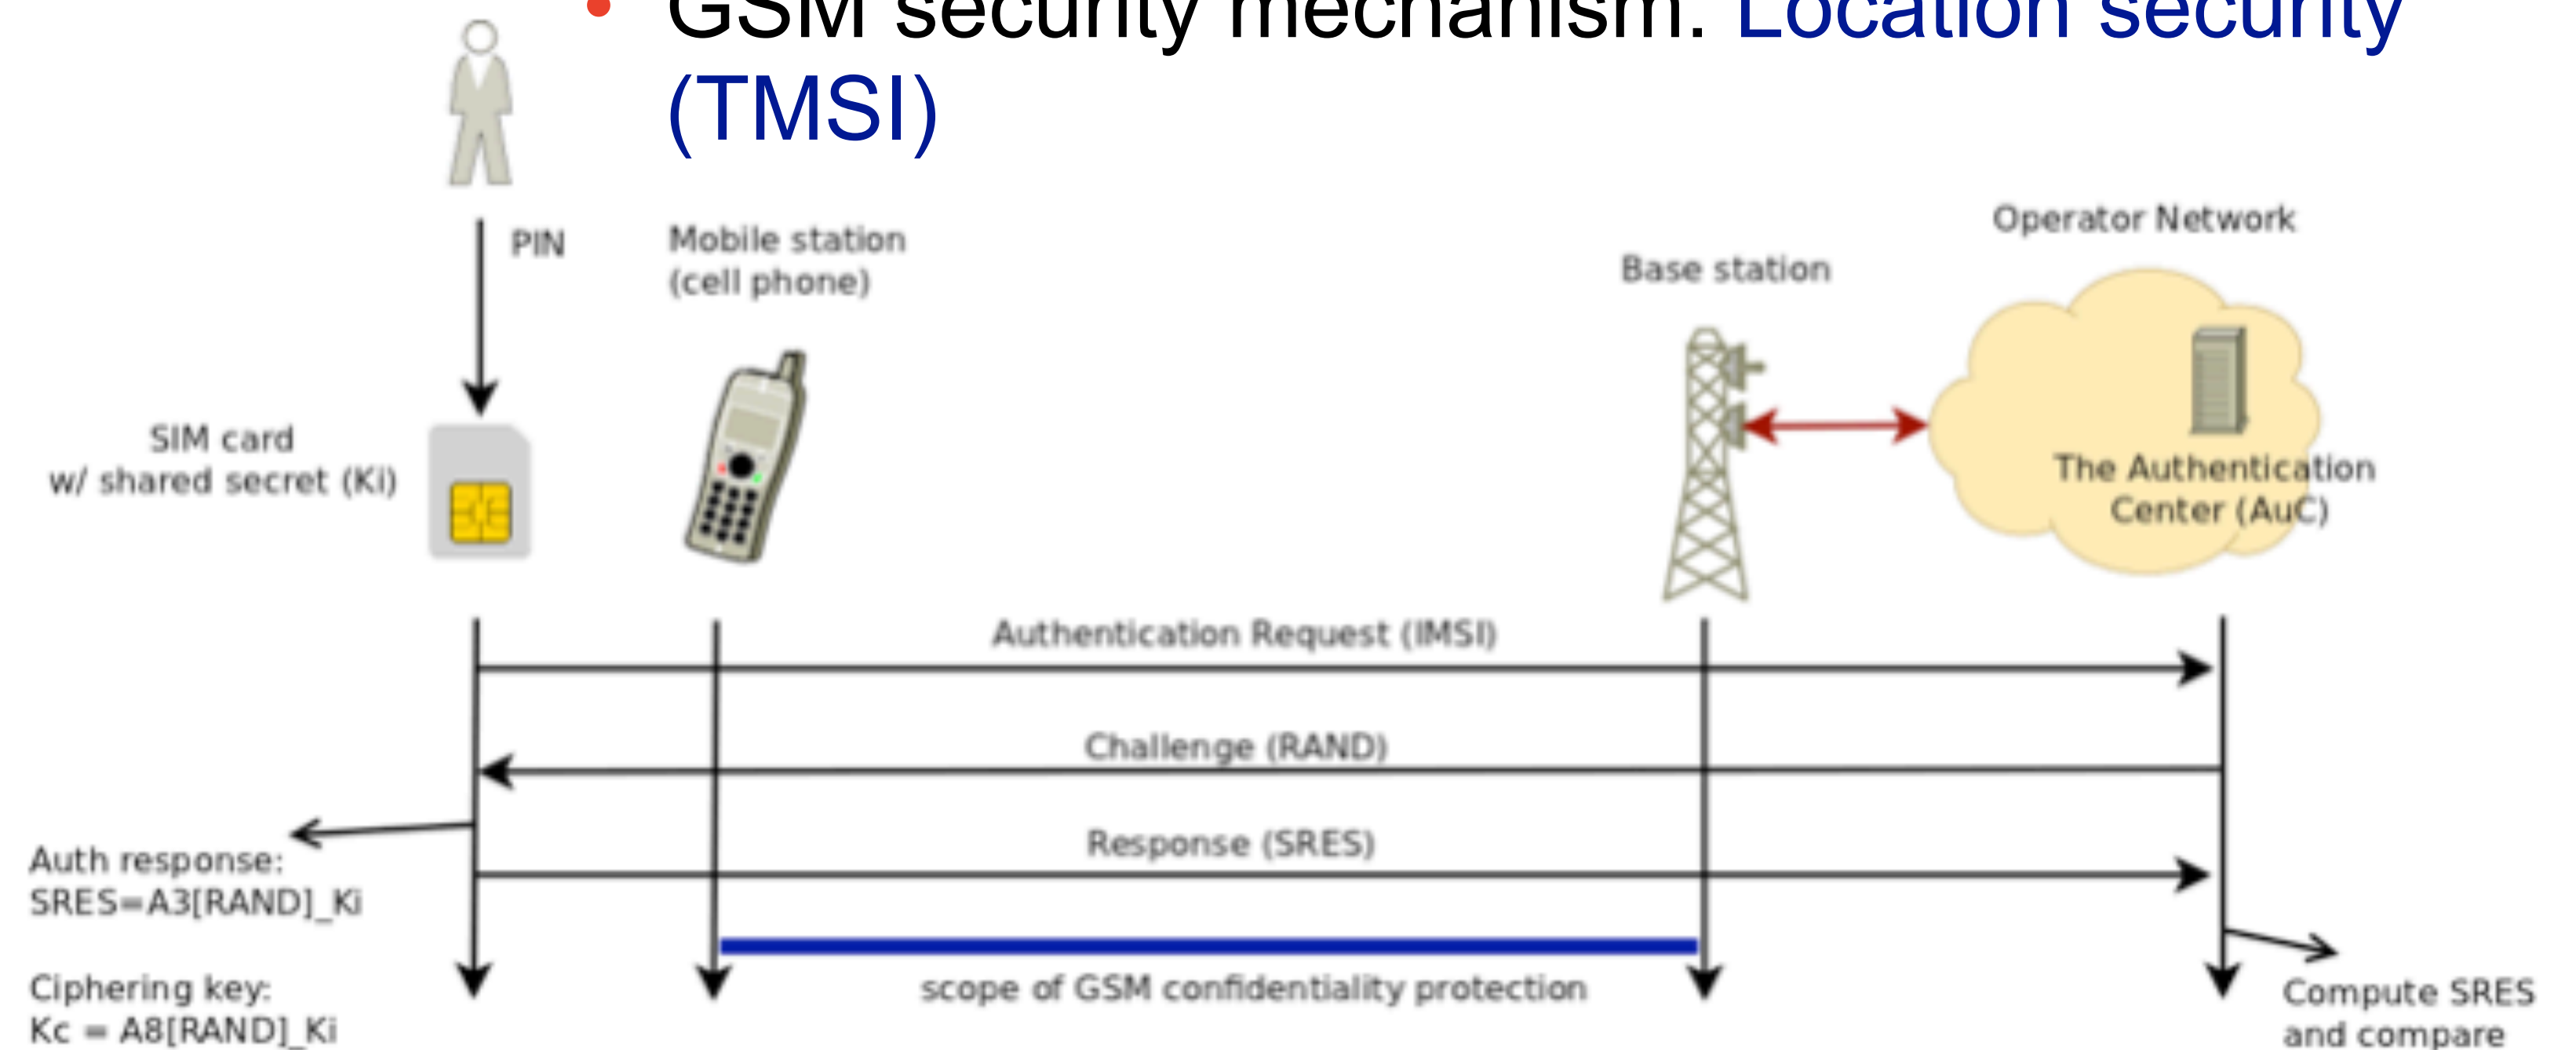 • GSM security mechanism. Location security
(TMSI)
PIN
Mobile station
(cell phone)
Base station
Operator Network
SIM card
w/ shared secret (Ki)
The Authentication
Center (AuC)
Authentication Request (IMSI)
Challenge (RAND)
Response (SRES)
Auth response:
SRES=A3[RAND]_Ki
scope of GSM confidentiality protection
Ciphering key:
Kc = A8[RAND]_Ki
Compute SRES
and compare